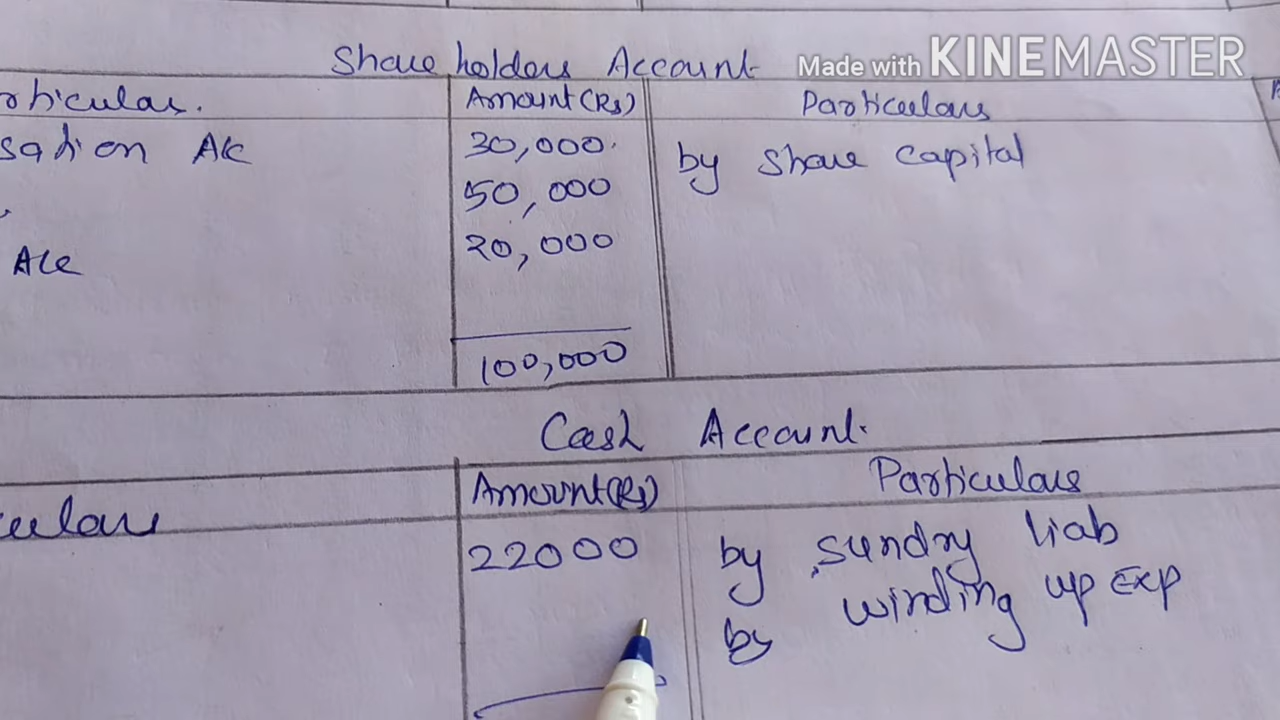 Share holders Account
Made with KINEMASTER
rticular. Amount (Rs) Particulars
sation A/c 30,000. by share capital
50,000
A/c 20,000
100,000
Cash Account.
culars Amount (Rs) Particulars
22000 by sundry liab
by winding up Exp